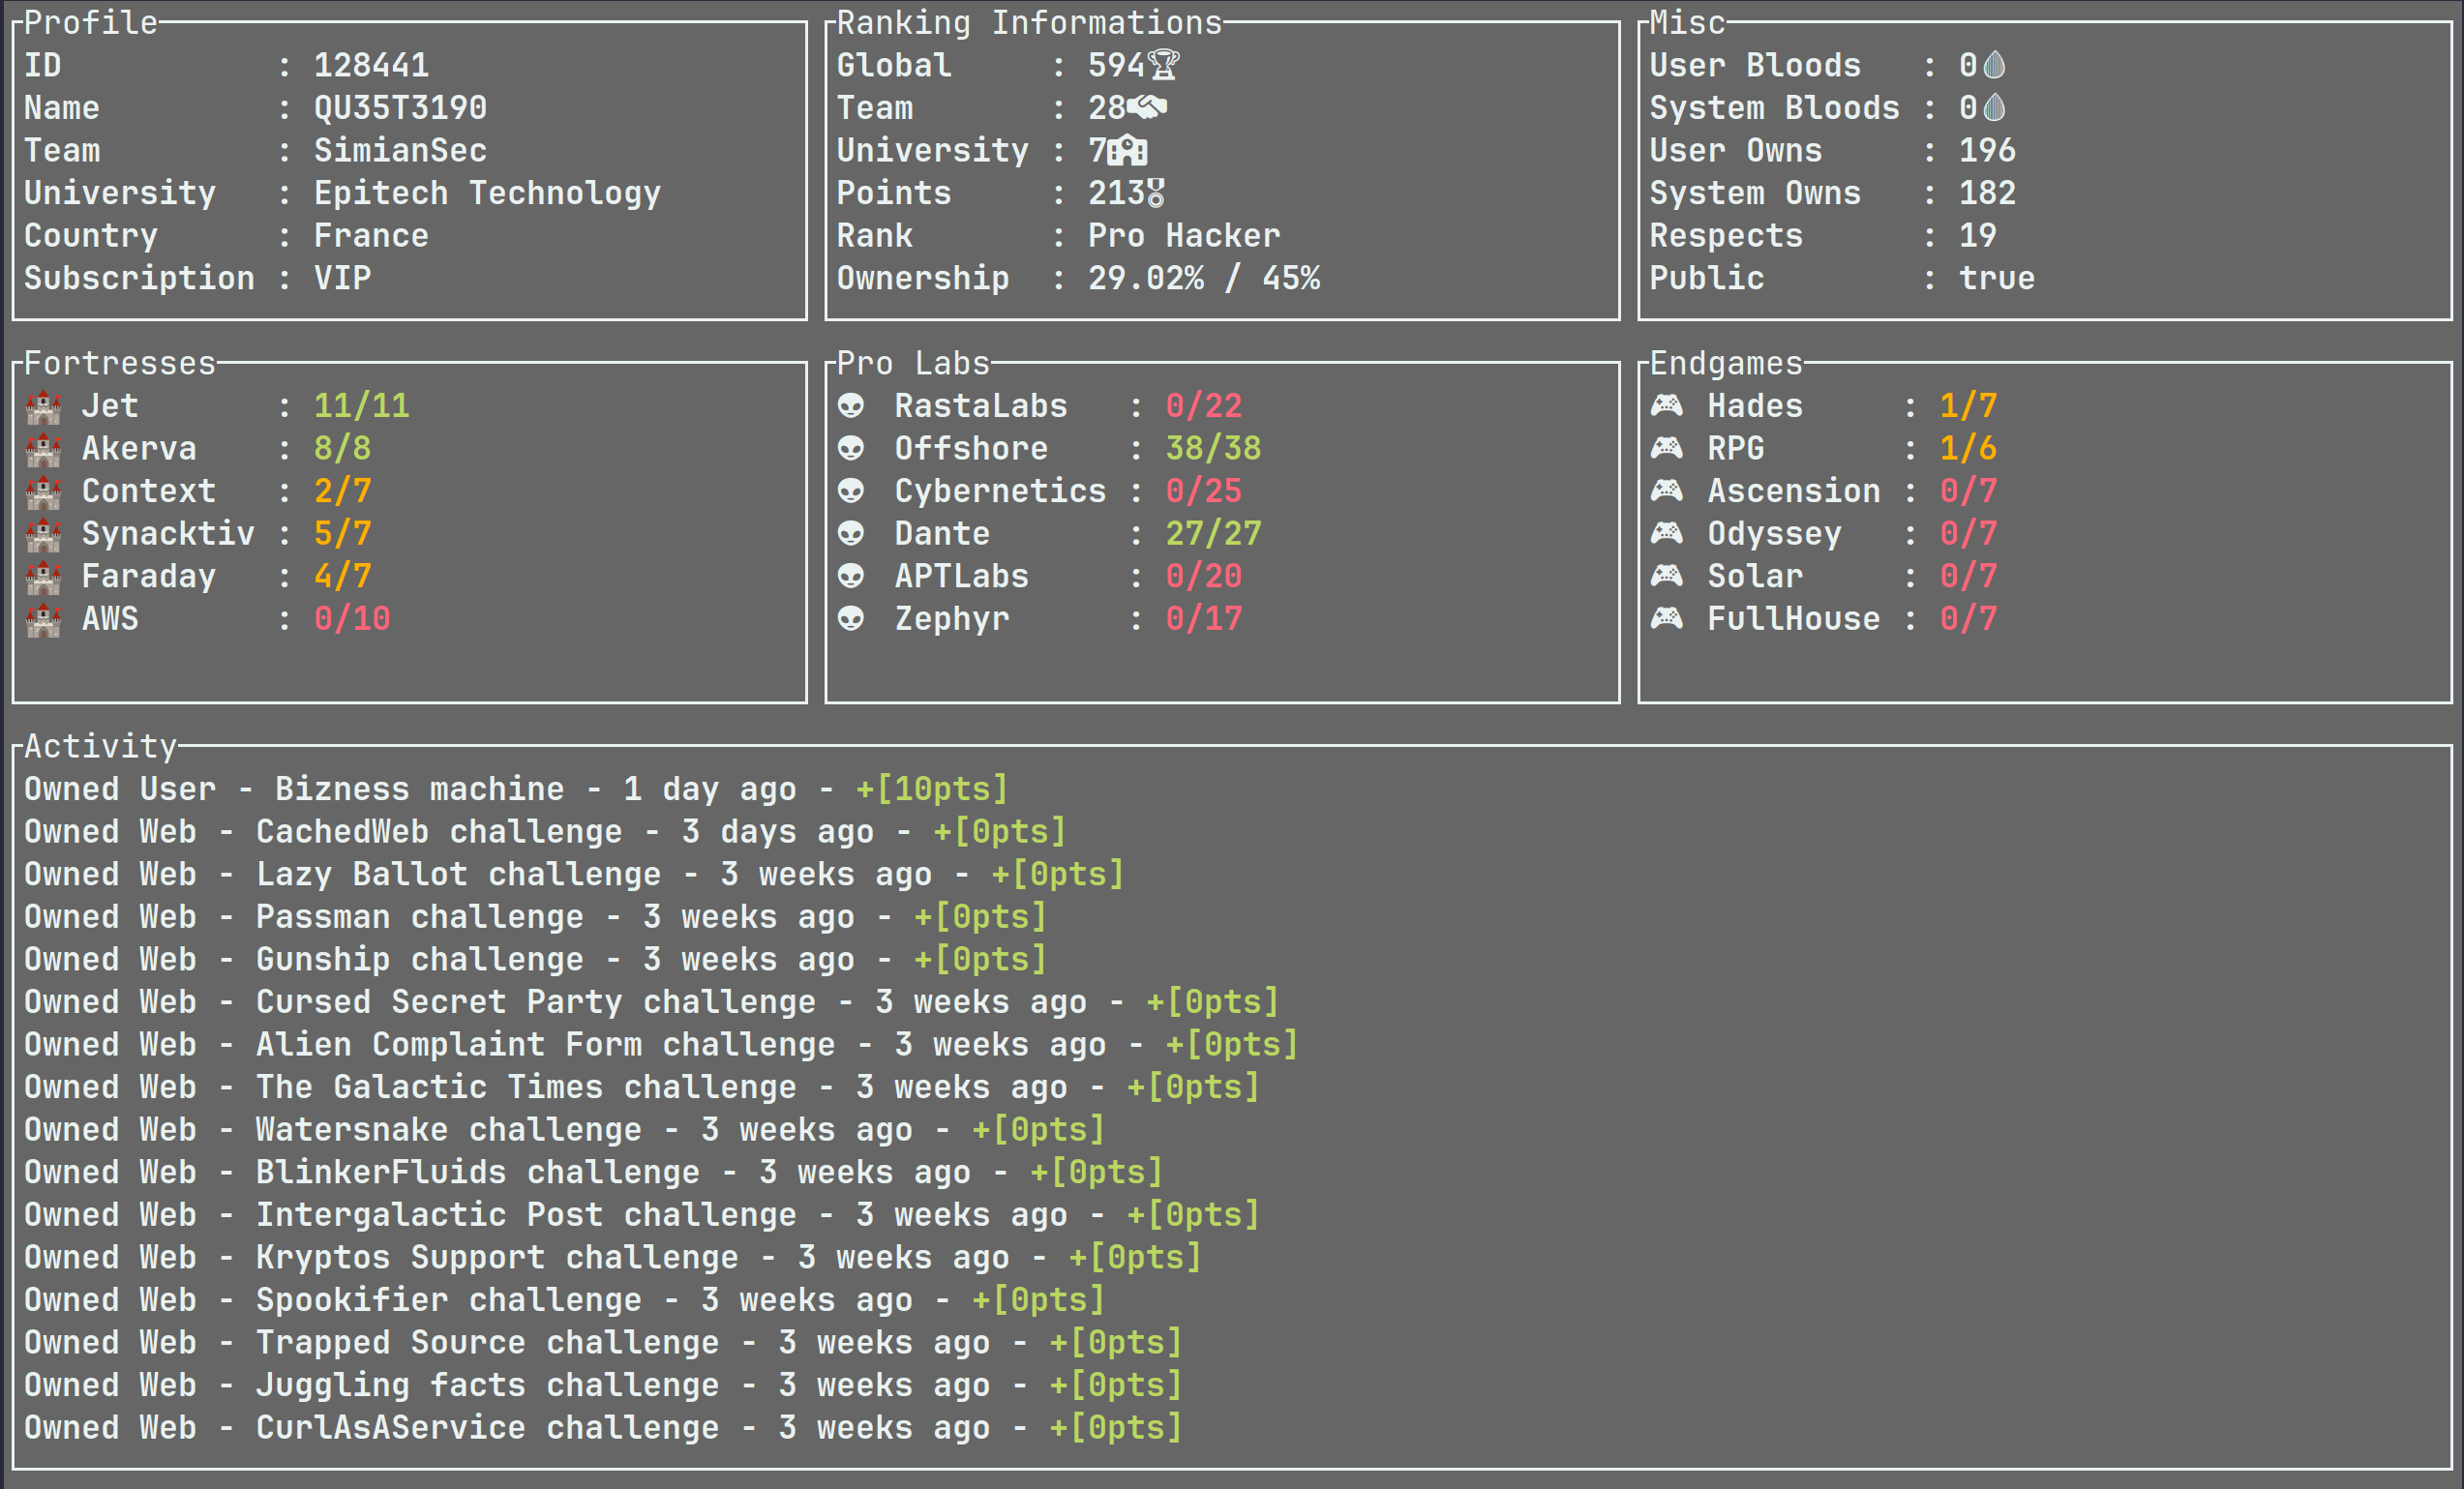 Profile
ID : 128441
Name : QU35T3190
Team : SimianSec
University : Epitech Technology
Country : France
Subscription : VIP
Ranking Informations
Global : 594🏆
Team : 28🤝
University : 7🏫
Points : 213🎖
Rank : Pro Hacker
Ownership : 29.02% / 45%
Misc
User Bloods : 0🩸
System Bloods : 0🩸
User Owns : 196
System Owns : 182
Respects : 19
Public : true
Fortresses
🏰 Jet : 11/11
🏰 Akerva : 8/8
🏰 Context : 2/7
🏰 Synacktiv : 5/7
🏰 Faraday : 4/7
🏰 AWS : 0/10
Pro Labs
👽 RastaLabs : 0/22
👽 Offshore : 38/38
👽 Cybernetics : 0/25
👽 Dante : 27/27
👽 APTLabs : 0/20
👽 Zephyr : 0/17
Endgames
🎮 Hades : 1/7
🎮 RPG : 1/6
🎮 Ascension : 0/7
🎮 Odyssey : 0/7
🎮 Solar : 0/7
🎮 FullHouse : 0/7
Activity
Owned User - Bizness machine - 1 day ago - +[10pts]
Owned Web - CachedWeb challenge - 3 days ago - +[0pts]
Owned Web - Lazy Ballot challenge - 3 weeks ago - +[0pts]
Owned Web - Passman challenge - 3 weeks ago - +[0pts]
Owned Web - Gunship challenge - 3 weeks ago - +[0pts]
Owned Web - Cursed Secret Party challenge - 3 weeks ago - +[0pts]
Owned Web - Alien Complaint Form challenge - 3 weeks ago - +[0pts]
Owned Web - The Galactic Times challenge - 3 weeks ago - +[0pts]
Owned Web - Watersnake challenge - 3 weeks ago - +[0pts]
Owned Web - BlinkerFluids challenge - 3 weeks ago - +[0pts]
Owned Web - Intergalactic Post challenge - 3 weeks ago - +[0pts]
Owned Web - Kryptos Support challenge - 3 weeks ago - +[0pts]
Owned Web - Spookifier challenge - 3 weeks ago - +[0pts]
Owned Web - Trapped Source challenge - 3 weeks ago - +[0pts]
Owned Web - Juggling facts challenge - 3 weeks ago - +[0pts]
Owned Web - CurlAsAService challenge - 3 weeks ago - +[0pts]